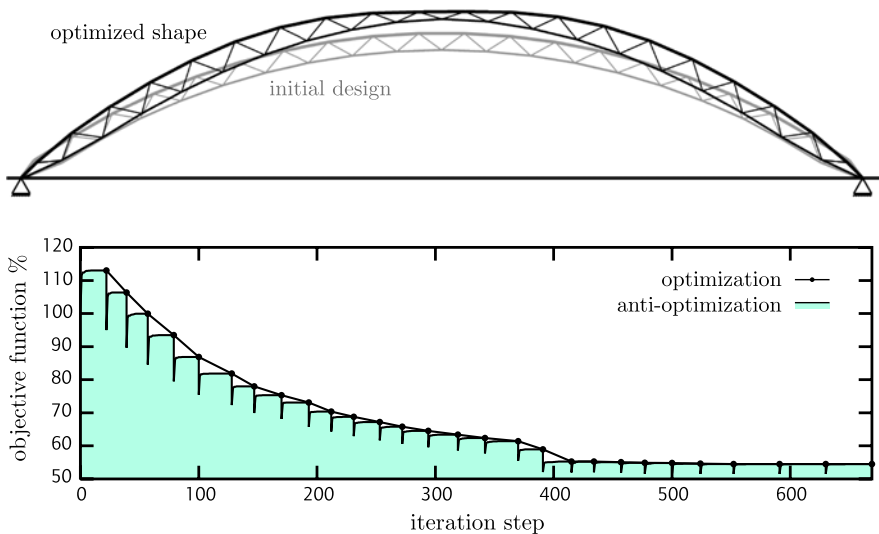 optimized shape
initial design
objective function %
120
110
100
90
80
70
60
50
optimization
anti-optimization
0 100 200 300 400 500 600
iteration step